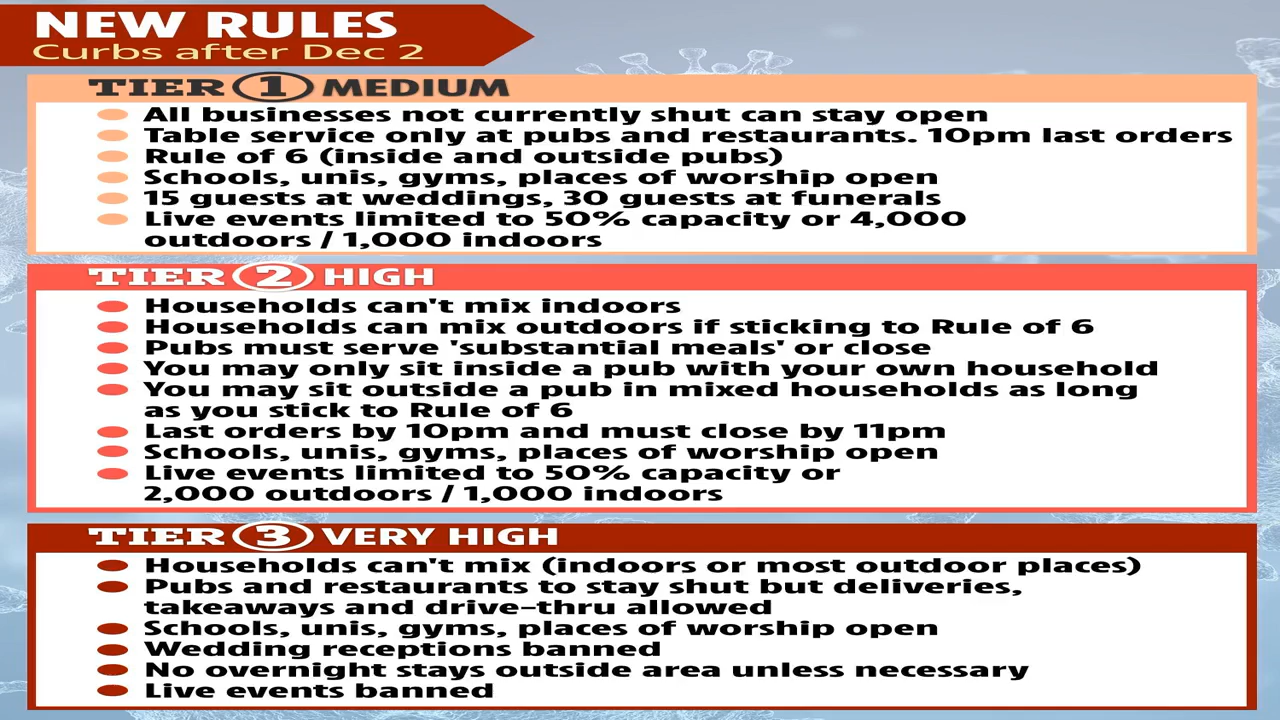 NEW RULES
Curbs after Dec 2
TIER 1 MEDIUM
All businesses not currently shut can stay open
Table service only at pubs and restaurants. 10pm last orders
Rule of 6 (inside and outside pubs)
Schools, unis, gyms, places of worship open
15 guests at weddings, 30 guests at funerals
Live events limited to 50% capacity or 4,000
outdoors / 1,000 indoors
TIER 2 HIGH
Households can't mix indoors
Households can mix outdoors if sticking to Rule of 6
Pubs must serve 'substantial meals' or close
You may only sit inside a pub with your own household
You may sit outside a pub in mixed households as long
as you stick to Rule of 6
Last orders by 10pm and must close by 11pm
Schools, unis, gyms, places of worship open
Live events limited to 50% capacity or
2,000 outdoors / 1,000 indoors
TIER 3 VERY HIGH
Households can't mix (indoors or most outdoor places)
Pubs and restaurants to stay shut but deliveries,
takeaways and drive-thru allowed
Schools, unis, gyms, places of worship open
Wedding receptions banned
No overnight stays outside area unless necessary
Live events banned